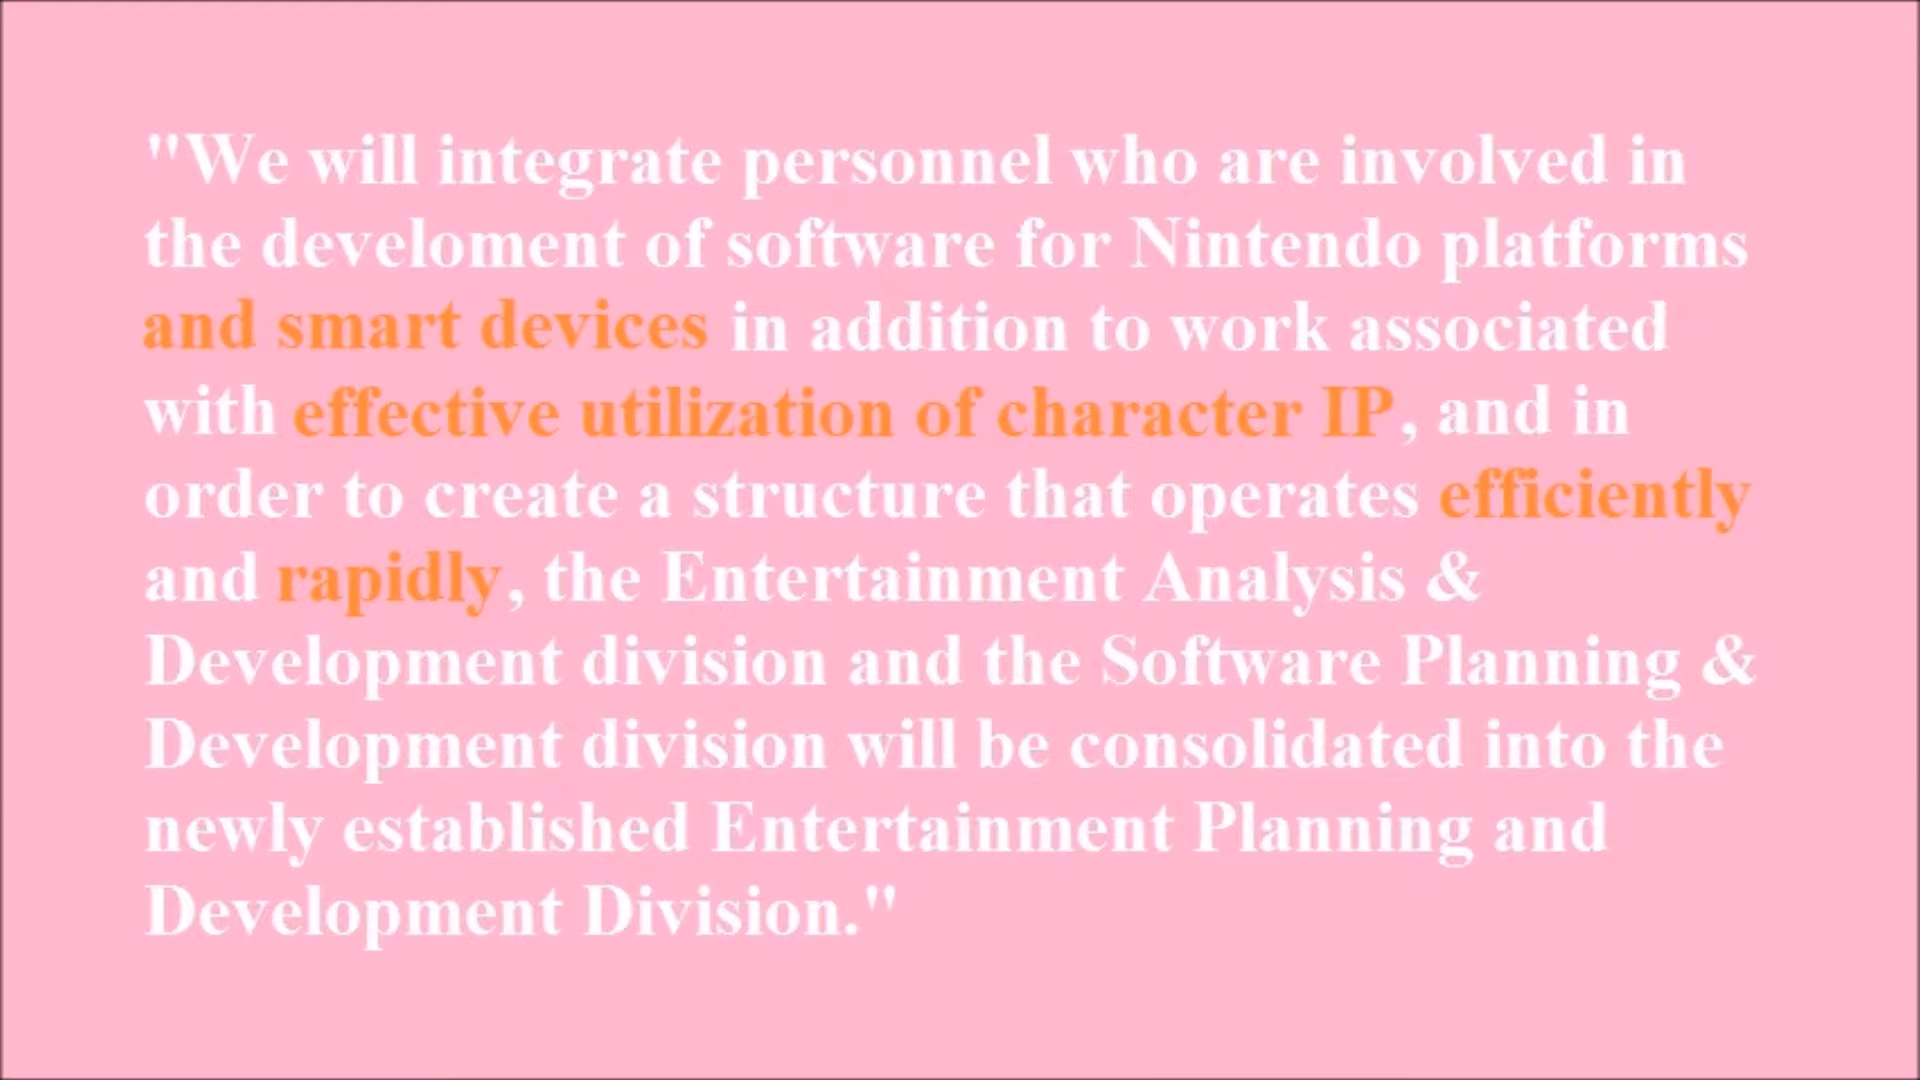 "We will integrate personnel who are involved in
the develoment of software for Nintendo platforms
and smart devices in addition to work associated
with effective utilization of character IP, and in
order to create a structure that operates efficiently
and rapidly, the Entertainment Analysis &
Development division and the Software Planning &
Development division will be consolidated into the
newly established Entertainment Planning and
Development Division."